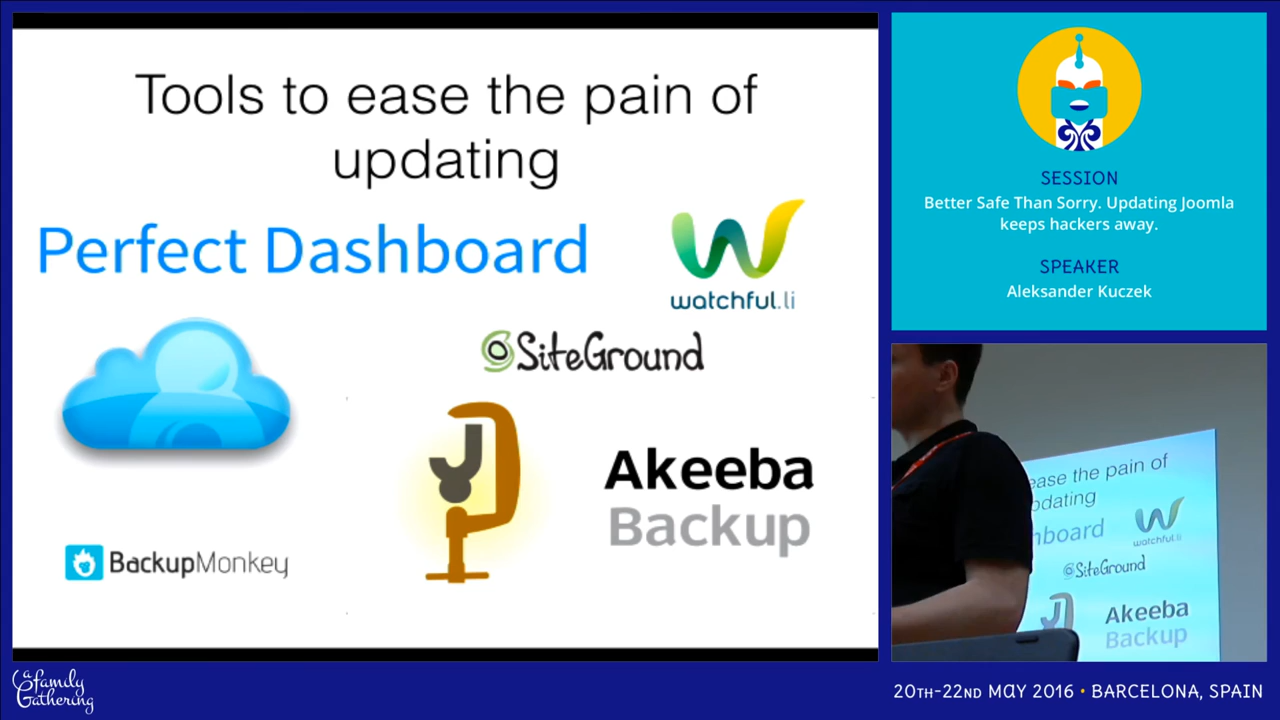 Tools to ease the pain of
updating
Perfect Dashboard
watchful.li
SiteGround
Akeeba
Backup
BackupMonkey
SESSION
Better Safe Than Sorry. Updating Joomla
keeps hackers away.
SPEAKER
Aleksander Kuczek
ease the pain of
pdating
hboard
watchful.li
SiteGround
Akeeba
Backup
a family
Gathering
20TH-22ND MAY 2016 • BARCELONA, SPAIN